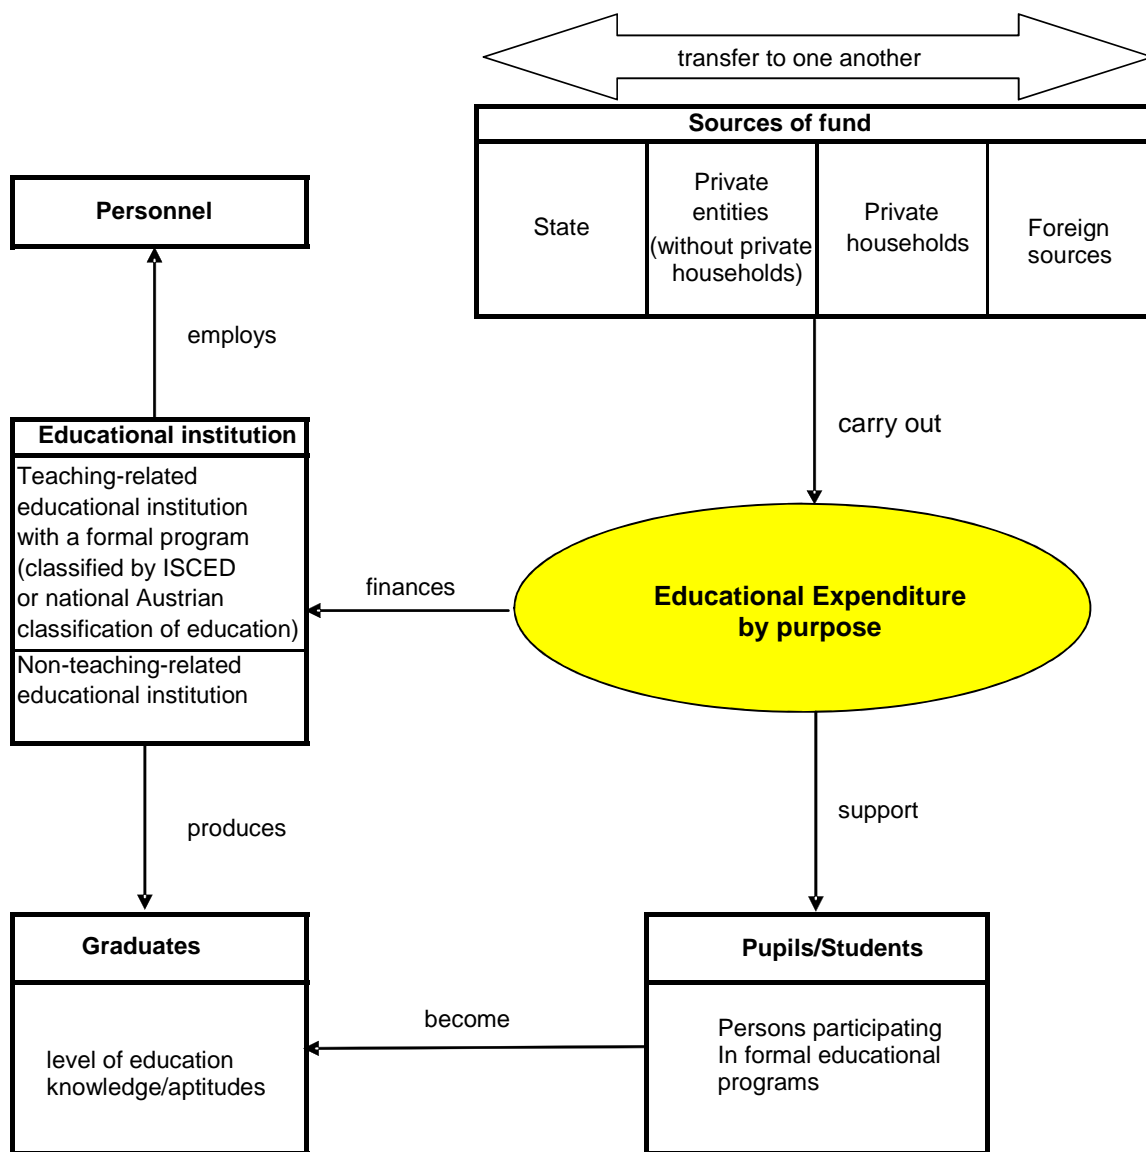 transfer to one another
Sources of fund
State
Private
entities
(without private
households)
Private
households
Foreign
sources
Personnel
employs
carry out
Educational institution
Teaching-related
educational institution
with a formal program
(classified by ISCED
or national Austrian
classification of education)
Non-teaching-related
educational institution
finances
Educational Expenditure
by purpose
produces
support
Graduates
level of education
knowledge/aptitudes
become
Pupils/Students
Persons participating
In formal educational
programs